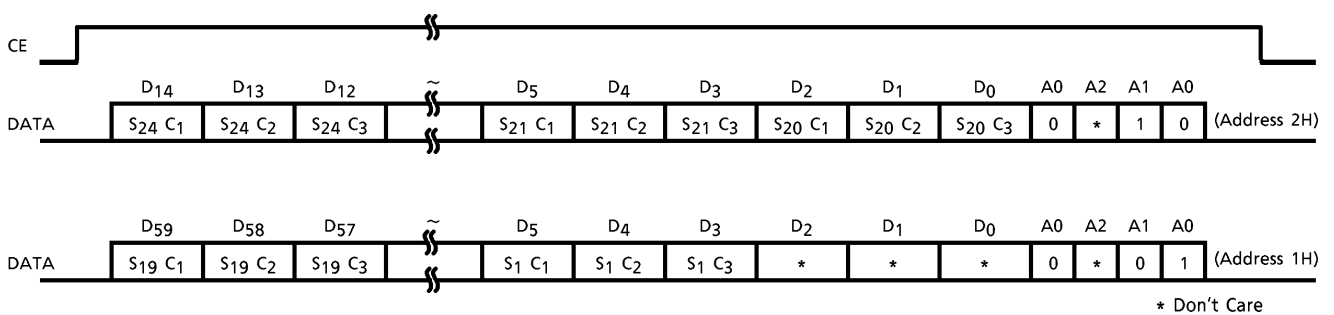 CE
D14 D13 D12 ~ D5 D4 D3 D2 D1 D0 A0 A2 A1 A0
DATA S24 C1 S24 C2 S24 C3 S21 C1 S21 C2 S21 C3 S20 C1 S20 C2 S20 C3 0 * 1 0 (Address 2H)
D59 D58 D57 ~ D5 D4 D3 D2 D1 D0 A0 A2 A1 A0
DATA S19 C1 S19 C2 S19 C3 S1 C1 S1 C2 S1 C3 * * * 0 * 0 1 (Address 1H)
* Don't Care